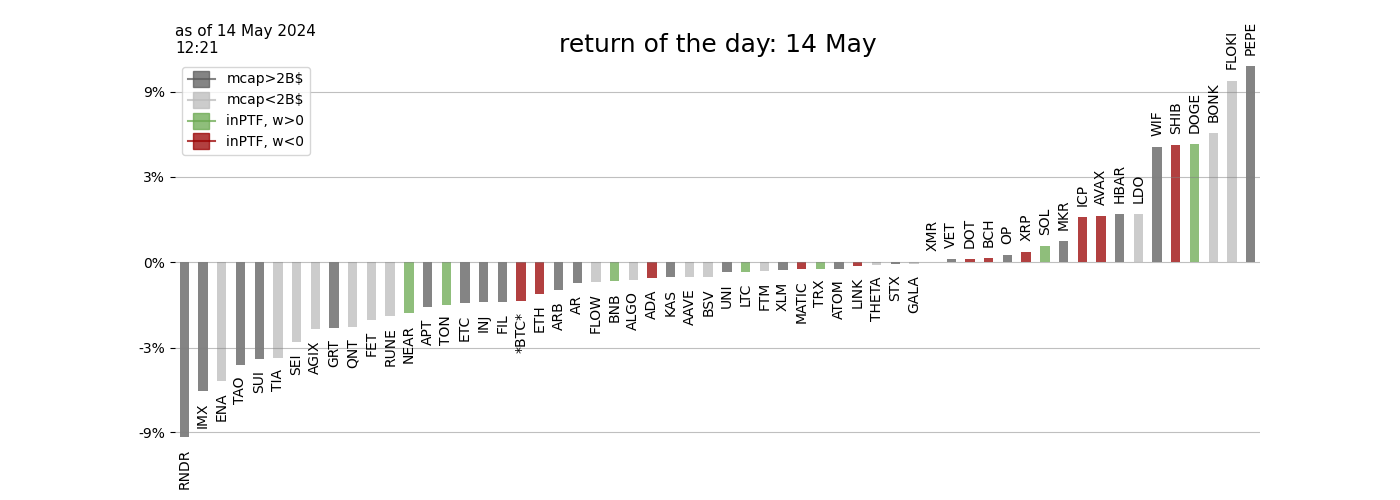 as of 14 May 2024
12:21
return of the day: 14 May
mcap>2B$
mcap<2B$
inPTF, w>0
inPTF, w<0
9%
3%
0%
-3%
-9%
RNDR
IMX
ENA
TAO
SUI
TIA
SEI
AGIX
GRT
QNT
FET
RUNE
NEAR
APT
TON
ETC
INJ
FIL
*BTC*
ETH
ARB
AR
FLOW
BNB
ALGO
ADA
KAS
AAVE
BSV
UNI
LTC
FTM
XLM
MATIC
TRX
ATOM
LINK
THETA
STX
GALA
XMR
VET
DOT
BCH
OP
XRP
SOL
MKR
ICP
AVAX
HBAR
LDO
WIF
SHIB
DOGE
BONK
FLOKI
PEPE